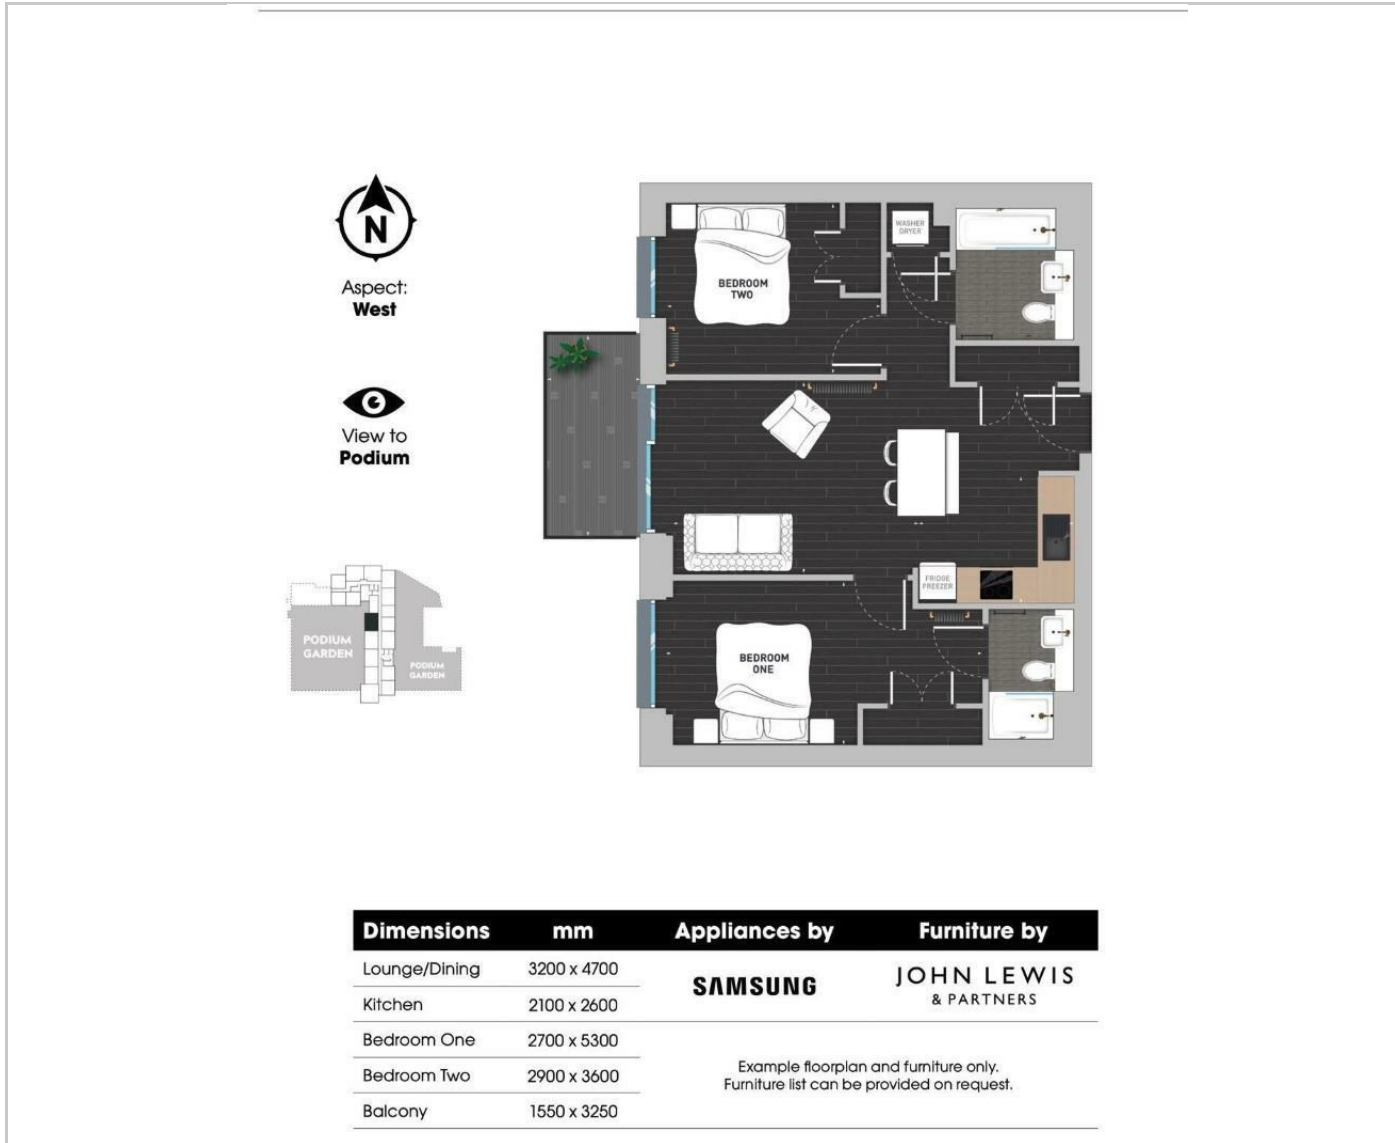 N
Aspect:
West
View to
Podium
PODIUM
GARDEN
PODIUM
GARDEN
BEDROOM
TWO
WASHER
DRYER
FRIDGE
FREEZER
BEDROOM
ONE
Dimensions mm Appliances by Furniture by
Lounge/Dining 3200 x 4700
SAMSUNG
JOHN LEWIS
& PARTNERS
Kitchen 2100 x 2600
Bedroom One 2700 x 5300
Bedroom Two 2900 x 3600
Balcony 1550 x 3250
Example floorplan and furniture only.
Furniture list can be provided on request.